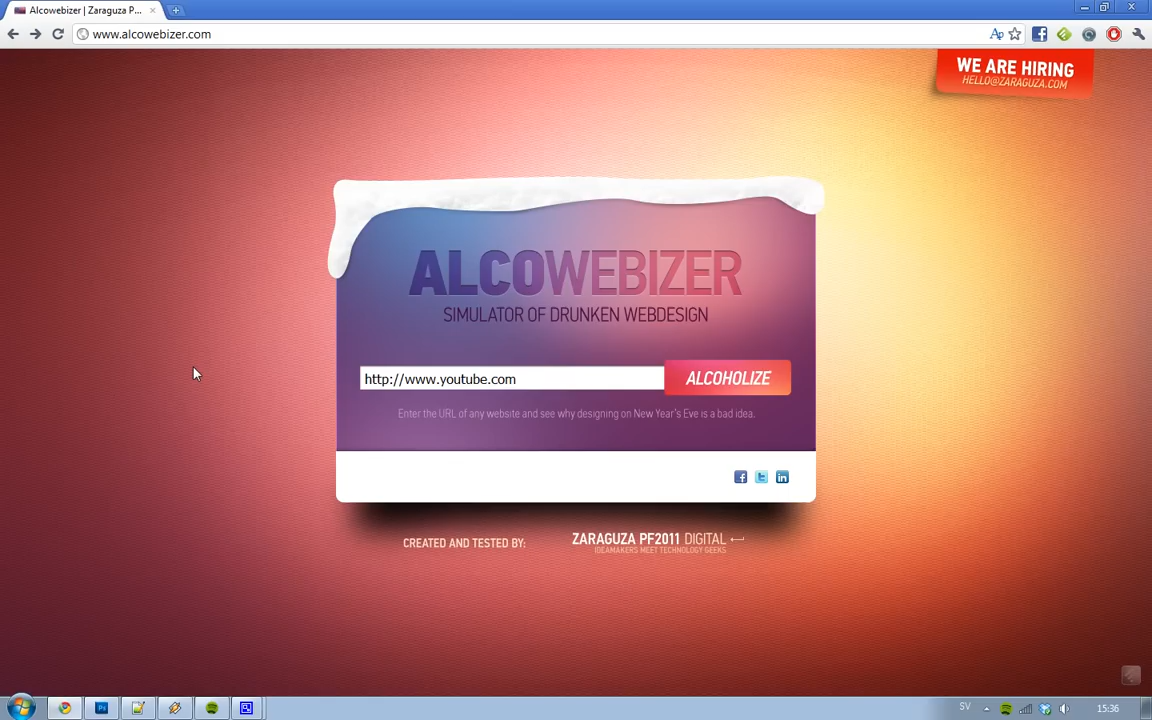 Alcowebizer | Zaraguza P...
www.alcowebizer.com
WE ARE HIRING
HELLO@ZARAGUZA.COM
ALCOWEBIZER
SIMULATOR OF DRUNKEN WEBDESIGN
http://www.youtube.com
ALCOHOLIZE
Enter the URL of any website and see why designing on New Year's Eve is a bad idea.
CREATED AND TESTED BY:
ZARAGUZA PF2011 DIGITAL
IDEAMAKERS MEET TECHNOLOGY GEEKS
SV
15:36